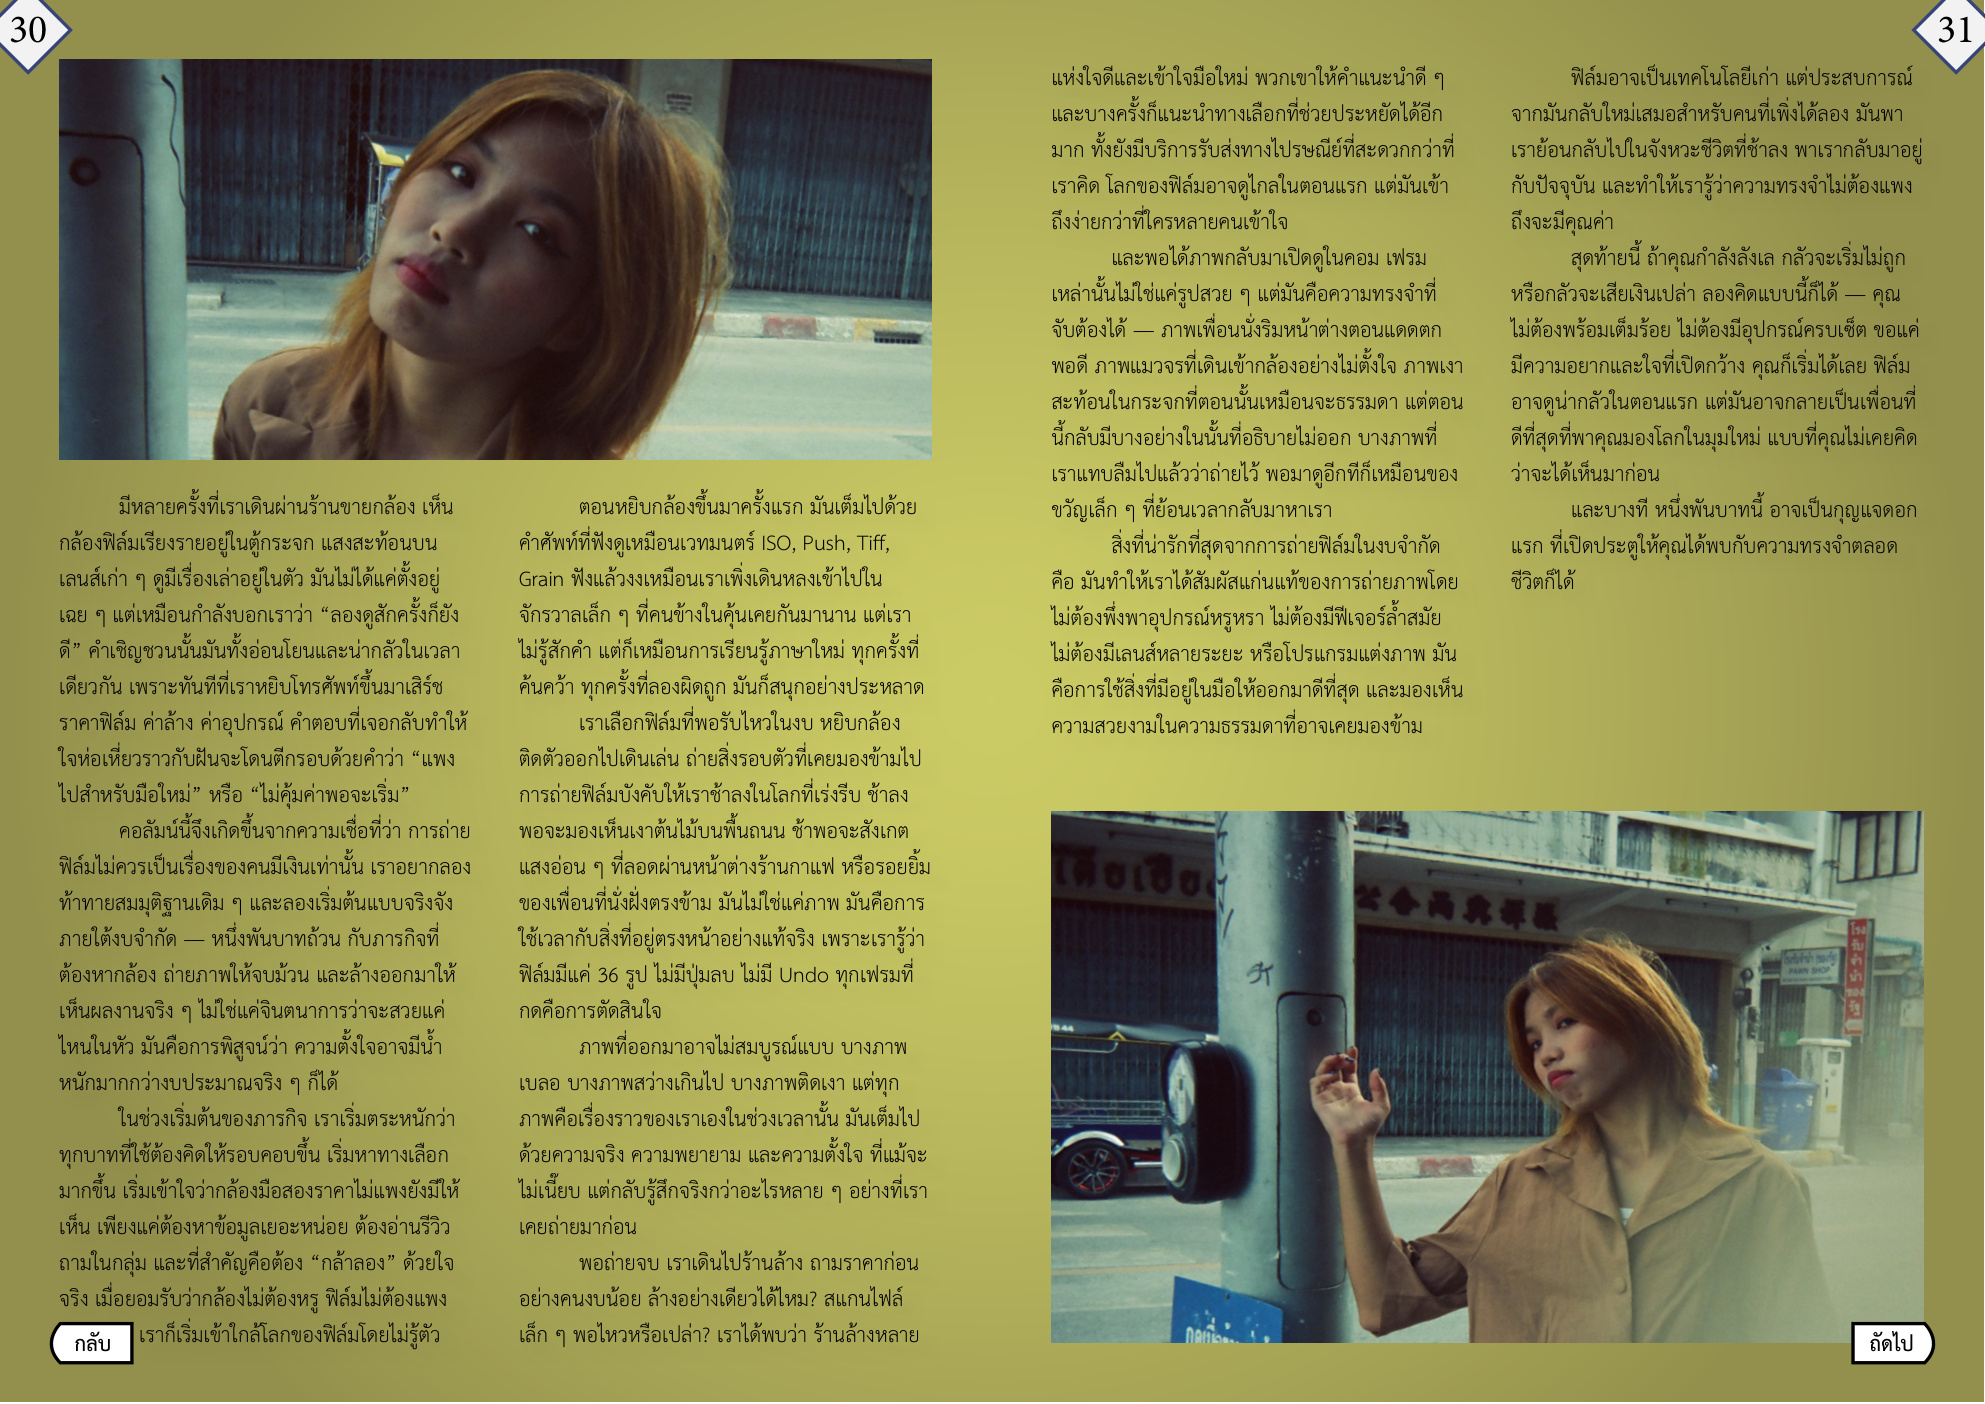 30
31
มีหลายครั้งที่เราเดินผ่านร้านขายกล้อง เห็น
กล้องฟิล์มเรียงรายอยู่ในตู้กระจก แสงสะท้อนบน
เลนส์เก่า ๆ ดูมีเรื่องเล่าอยู่ในตัว มันไม่ได้แค่ตั้งอยู่
เฉย ๆ แต่เหมือนกำลังบอกเราว่า “ลองดูสักครั้งก็ยัง
ดี” คำเชิญชวนนั้นมันทั้งอ่อนโยนและน่ากลัวในเวลา
เดียวกัน เพราะทันทีที่เราหยิบโทรศัพท์ขึ้นมาเสิร์ช
ราคาฟิล์ม ค่าล้าง ค่าอุปกรณ์ คำตอบที่เจอกลับทำให้
ใจห่อเหี่ยวราวกับฝันจะโดนตีกรอบด้วยคำว่า “แพง
ไปสำหรับมือใหม่” หรือ “ไม่คุ้มค่าพอจะเริ่ม”
คอลัมน์นี้จึงเกิดขึ้นจากความเชื่อที่ว่า การถ่าย
ฟิล์มไม่ควรเป็นเรื่องของคนมีเงินเท่านั้น เราอยากลอง
ท้าทายสมมุติฐานเดิม ๆ และลองเริ่มต้นแบบจริงจัง
ภายใต้งบจำกัด — หนึ่งพันบาทถ้วน กับภารกิจที่
ต้องหากล้อง ถ่ายภาพให้จบม้วน และล้างออกมาให้
เห็นผลงานจริง ๆ ไม่ใช่แค่จินตนาการว่าจะสวยแค่
ไหนในหัว มันคือการพิสูจน์ว่า ความตั้งใจอาจมีน้ำ
หนักมากกว่างบประมาณจริง ๆ ก็ได้
ในช่วงเริ่มต้นของภารกิจ เราเริ่มตระหนักว่า
ทุกบาทที่ใช้ต้องคิดให้รอบคอบขึ้น เริ่มหาทางเลือก
มากขึ้น เริ่มเข้าใจว่ากล้องมือสองราคาไม่แพงยังมีให้
เห็น เพียงแค่ต้องหาข้อมูลเยอะหน่อย ต้องอ่านรีวิว
ถามในกลุ่ม และที่สำคัญคือต้อง “กล้าลอง” ด้วยใจ
จริง เมื่อยอมรับว่ากล้องไม่ต้องหรู ฟิล์มไม่ต้องแพง
เราก็เริ่มเข้าใกล้โลกของฟิล์มโดยไม่รู้ตัว
กลับ
ตอนหยิบกล้องขึ้นมาครั้งแรก มันเต็มไปด้วย
คำศัพท์ที่ฟังดูเหมือนเวทมนตร์ ISO, Push, Tiff,
Grain ฟังแล้วงงเหมือนเราเพิ่งเดินหลงเข้าไปใน
จักรวาลเล็ก ๆ ที่คนข้างในคุ้นเคยกันมานาน แต่เรา
ไม่รู้สักคำ แต่ก็เหมือนการเรียนรู้ภาษาใหม่ ทุกครั้งที่
ค้นคว้า ทุกครั้งที่ลองผิดถูก มันก็สนุกอย่างประหลาด
เราเลือกฟิล์มที่พอรับไหวในงบ หยิบกล้อง
ติดตัวออกไปเดินเล่น ถ่ายสิ่งรอบตัวที่เคยมองข้ามไป
การถ่ายฟิล์มบังคับให้เราช้าลงในโลกที่เร่งรีบ ช้าลง
พอจะมองเห็นเงาต้นไม้บนพื้นถนน ช้าพอจะสังเกต
แสงอ่อน ๆ ที่ลอดผ่านหน้าต่างร้านกาแฟ หรือรอยยิ้ม
ของเพื่อนที่นั่งฝั่งตรงข้าม มันไม่ใช่แค่ภาพ มันคือการ
ใช้เวลากับสิ่งที่อยู่ตรงหน้าอย่างแท้จริง เพราะเรารู้ว่า
ฟิล์มมีแค่ 36 รูป ไม่มีปุ่มลบ ไม่มี Undo ทุกเฟรมที่
กดคือการตัดสินใจ
ภาพที่ออกมาอาจไม่สมบูรณ์แบบ บางภาพ
เบลอ บางภาพสว่างเกินไป บางภาพติดเงา แต่ทุก
ภาพคือเรื่องราวของเราเองในช่วงเวลานั้น มันเต็มไป
ด้วยความจริง ความพยายาม และความตั้งใจ ที่แม้จะ
ไม่เนี้ยบ แต่กลับรู้สึกจริงกว่าอะไรหลาย ๆ อย่างที่เรา
เคยถ่ายมาก่อน
พอถ่ายจบ เราเดินไปร้านล้าง ถามราคาก่อน
อย่างคนงบน้อย ล้างอย่างเดียวได้ไหม? สแกนไฟล์
เล็ก ๆ พอไหวหรือเปล่า? เราได้พบว่า ร้านล้างหลาย
แห่งใจดีและเข้าใจมือใหม่ พวกเขาให้คำแนะนำดี ๆ
และบางครั้งก็แนะนำทางเลือกที่ช่วยประหยัดได้อีก
มาก ทั้งยังมีบริการรับส่งทางไปรษณีย์ที่สะดวกกว่าที่
เราคิด โลกของฟิล์มอาจดูไกลในตอนแรก แต่มันเข้า
ถึงง่ายกว่าที่ใครหลายคนเข้าใจ
และพอได้ภาพกลับมาเปิดดูในคอม เฟรม
เหล่านั้นไม่ใช่แค่รูปสวย ๆ แต่มันคือความทรงจำที่
จับต้องได้ — ภาพเพื่อนนั่งริมหน้าต่างตอนแดดตก
พอดี ภาพแมวจรที่เดินเข้ากล้องอย่างไม่ตั้งใจ ภาพเงา
สะท้อนในกระจกที่ตอนนั้นเหมือนจะธรรมดา แต่ตอน
นี้กลับมีบางอย่างในนั้นที่อธิบายไม่ออก บางภาพที่
เราแทบลืมไปแล้วว่าถ่ายไว้ พอมาดูอีกทีก็เหมือนของ
ขวัญเล็ก ๆ ที่ย้อนเวลากลับมาหาเรา
สิ่งที่น่ารักที่สุดจากการถ่ายฟิล์มในงบจำกัด
คือ มันทำให้เราได้สัมผัสแก่นแท้ของการถ่ายภาพโดย
ไม่ต้องพึ่งพาอุปกรณ์หรูหรา ไม่ต้องมีฟีเจอร์ล้ำสมัย
ไม่ต้องมีเลนส์หลายระยะ หรือโปรแกรมแต่งภาพ มัน
คือการใช้สิ่งที่มีอยู่ในมือให้ออกมาดีที่สุด และมองเห็น
ความสวยงามในความธรรมดาที่อาจเคยมองข้าม
ฟิล์มอาจเป็นเทคโนโลยีเก่า แต่ประสบการณ์
จากมันกลับใหม่เสมอสำหรับคนที่เพิ่งได้ลอง มันพา
เราย้อนกลับไปในจังหวะชีวิตที่ช้าลง พาเรากลับมาอยู่
กับปัจจุบัน และทำให้เรารู้ว่าความทรงจำไม่ต้องแพง
ถึงจะมีคุณค่า
สุดท้ายนี้ ถ้าคุณกำลังลังเล กลัวจะเริ่มไม่ถูก
หรือกลัวจะเสียเงินเปล่า ลองคิดแบบนี้ก็ได้ — คุณ
ไม่ต้องพร้อมเต็มร้อย ไม่ต้องมีอุปกรณ์ครบเซ็ต ขอแค่
มีความอยากและใจที่เปิดกว้าง คุณก็เริ่มได้เลย ฟิล์ม
อาจดูน่ากลัวในตอนแรก แต่มันอาจกลายเป็นเพื่อนที่
ดีที่สุดที่พาคุณมองโลกในมุมใหม่ แบบที่คุณไม่เคยคิด
ว่าจะได้เห็นมาก่อน
และบางที หนึ่งพันบาทนี้ อาจเป็นกุญแจดอก
แรก ที่เปิดประตูให้คุณได้พบกับความทรงจำตลอด
ชีวิตก็ได้
โรงรับจำนำของรัฐ
PAWN SHOP
ถัดไป